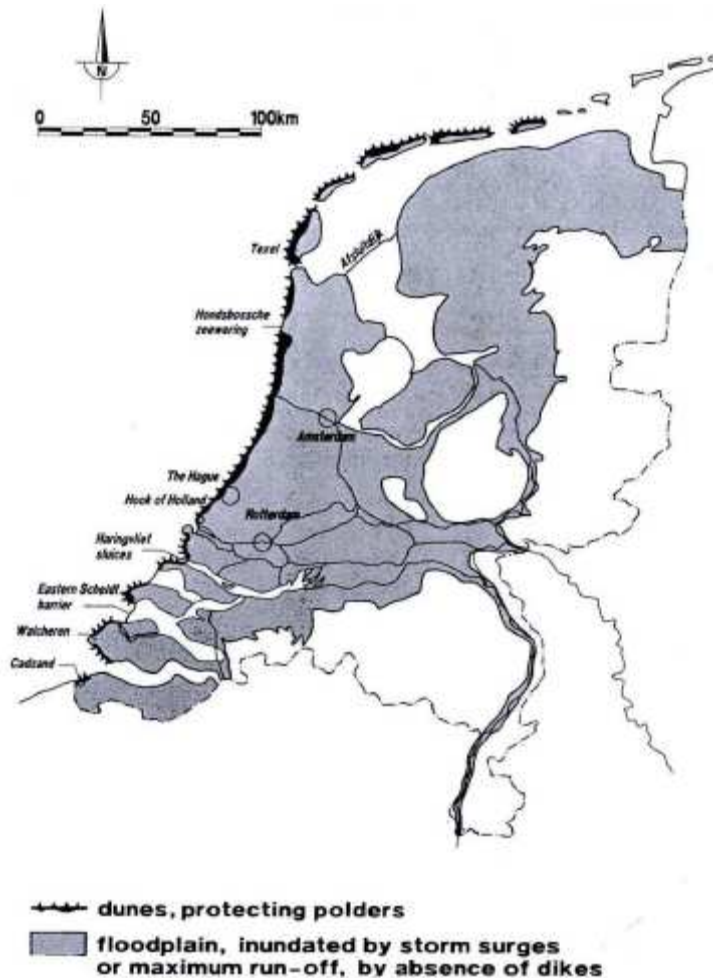 N
0 50 100km
Texel
Afsluitdijk
Hondsbossche
zeewering
Amsterdam
The Hague
Hook of Holland
Rotterdam
Haringvliet
sluices
Eastern Scheldt
barrier
Walcheren
Cadzand
dunes, protecting polders
floodplain, inundated by storm surges
or maximum run-off, by absence of dikes